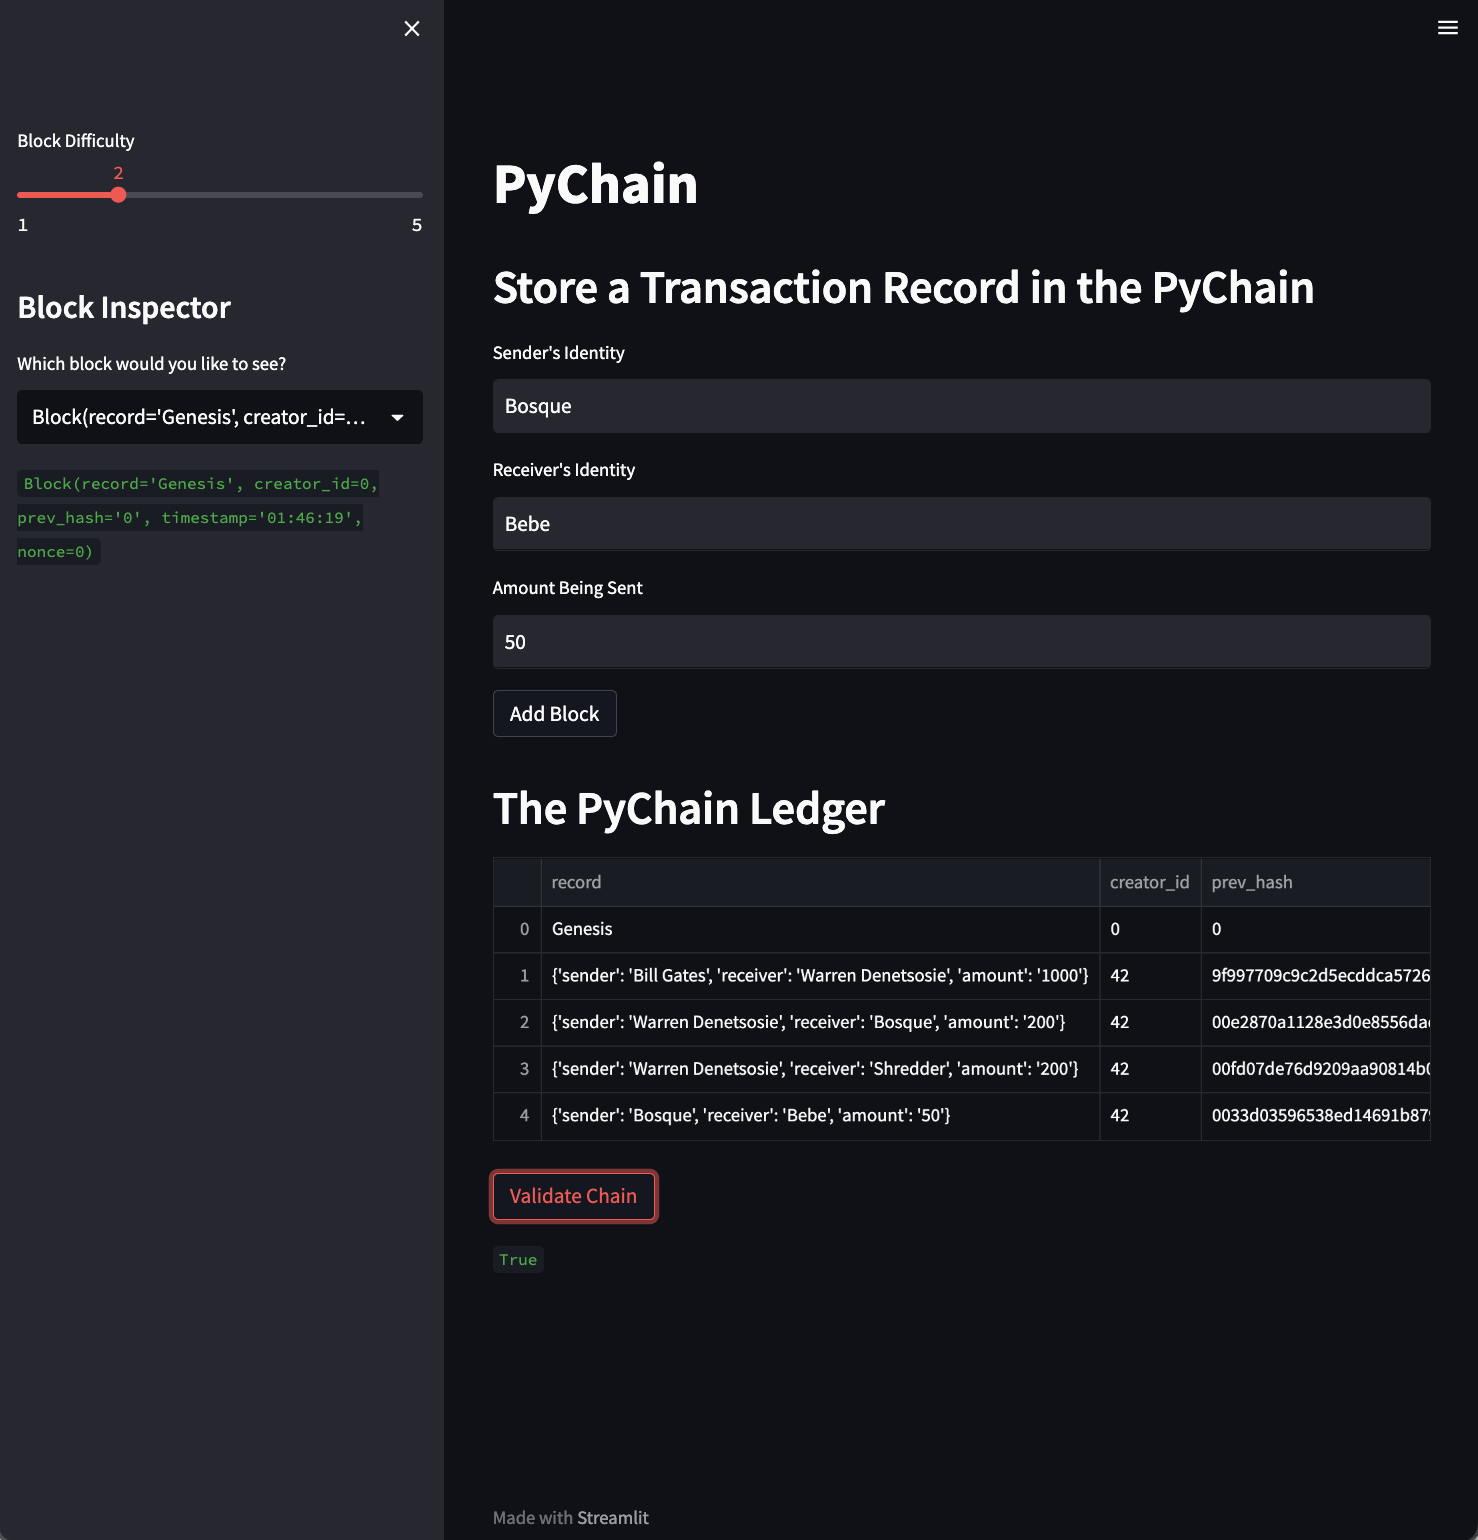 Block Difficulty
2
1 5
Block Inspector
Which block would you like to see?
Block(record='Genesis', creator_id=...
Block(record='Genesis', creator_id=0,
prev_hash='0', timestamp='01:46:19',
nonce=0)
PyChain
Store a Transaction Record in the PyChain
Sender's Identity
Bosque
Receiver's Identity
Bebe
Amount Being Sent
50
Add Block
The PyChain Ledger
record creator_id prev_hash
0 Genesis 0 0
1 {'sender': 'Bill Gates', 'receiver': 'Warren Denetsosie', 'amount': '1000'} 42 9f997709c9c2d5ecddca5726
2 {'sender': 'Warren Denetsosie', 'receiver': 'Bosque', 'amount': '200'} 42 00e2870a1128e3d0e8556da
3 {'sender': 'Warren Denetsosie', 'receiver': 'Shredder', 'amount': '200'} 42 00fd07de76d9209aa90814b
4 {'sender': 'Bosque', 'receiver': 'Bebe', 'amount': '50'} 42 0033d03596538ed14691b87
Validate Chain
True
Made with Streamlit